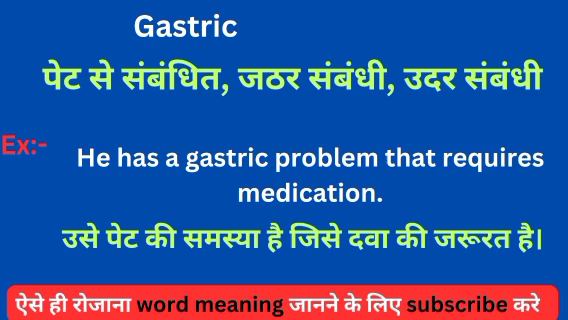 Gastric
पेट से संबंधित, जठर संबंधी, उदर संबंधी
Ex:-
He has a gastric problem that requires
medication.
उसे पेट की समस्या है जिसे दवा की जरूरत है।
ऐसे ही रोजाना word meaning जानने के लिए subscribe करे